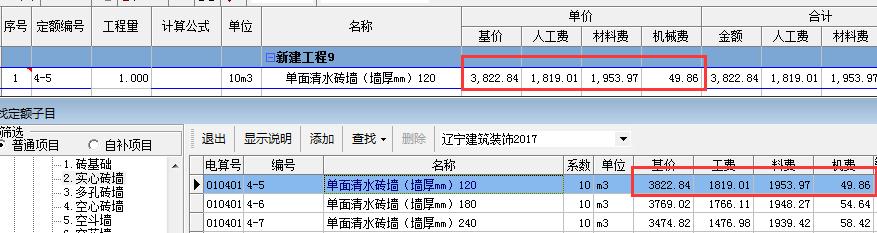 单价 合计
序号 定额编号 工程量 计算公式 单位 名称 基价 人工费 材料费 机械费 金额 人工费 材料费
新建工程9
1 4-5 1.000 10m3 单面清水砖墙（墙厚mm）120 3,822.84 1,819.01 1,953.97 49.86 3,822.84 1,819.01 1,953.97
找定额子目
筛选
普通项目 自补项目
退出 显示说明 添加 查找 删除 辽宁建筑装饰2017
1. 砖基础
2. 实心砖墙
3. 多孔砖墙
4. 空心砖墙
5. 空斗墙
电算号 编号 名称 系数 单位 基价 工费 料费 机费
010401 4-5 单面清水砖墙（墙厚mm）120 10 m3 3822.84 1819.01 1953.97 49.86
010401 4-6 单面清水砖墙（墙厚mm）180 10 m3 3769.02 1766.11 1948.27 54.64
010401 4-7 单面清水砖墙（墙厚mm）240 10 m3 3474.82 1476.98 1939.42 58.42